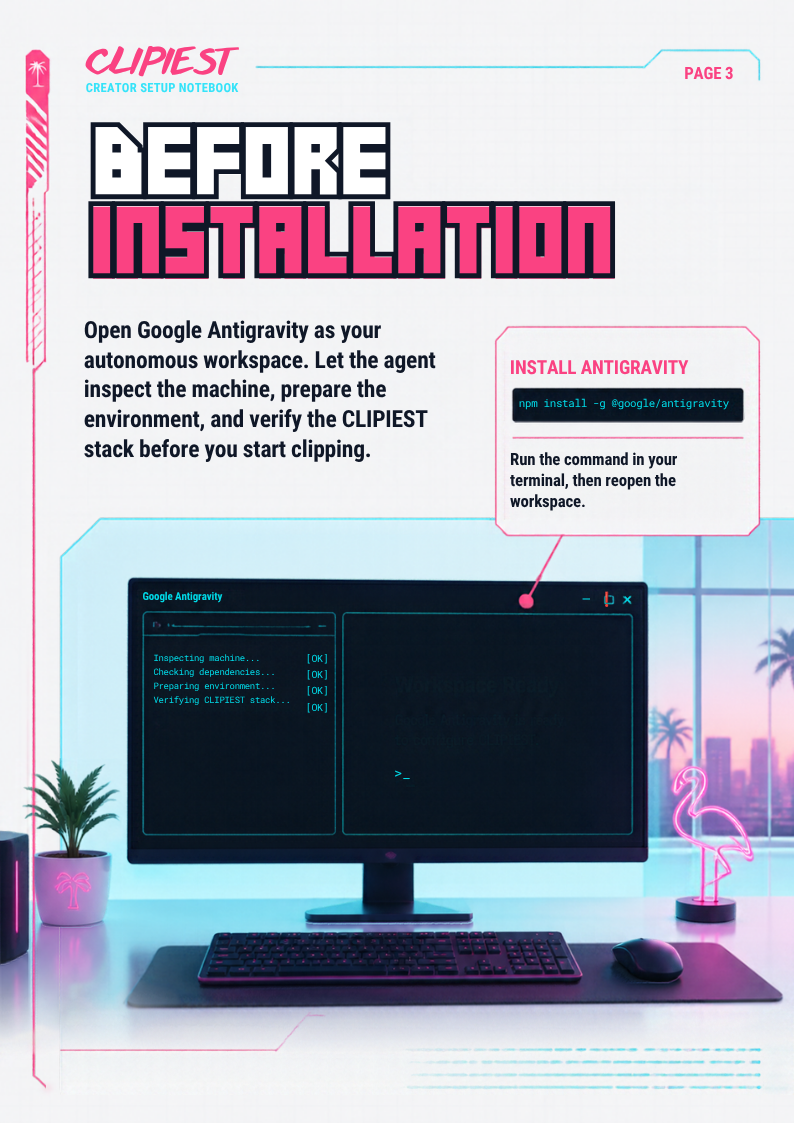 CLIPIEST
CREATOR SETUP NOTEBOOK
PAGE 3
BEFORE
INSTALLATION
Open Google Antigravity as your
autonomous workspace. Let the agent
inspect the machine, prepare the
environment, and verify the CLIPIEST
stack before you start clipping.
INSTALL ANTIGRAVITY
npm install -g @google/antigravity
Run the command in your
terminal, then reopen the
workspace.
Google Antigravity
Inspecting machine... [OK]
Checking dependencies... [OK]
Preparing environment... [OK]
Verifying CLIPIEST stack... [OK]
Workspace Ready
>_